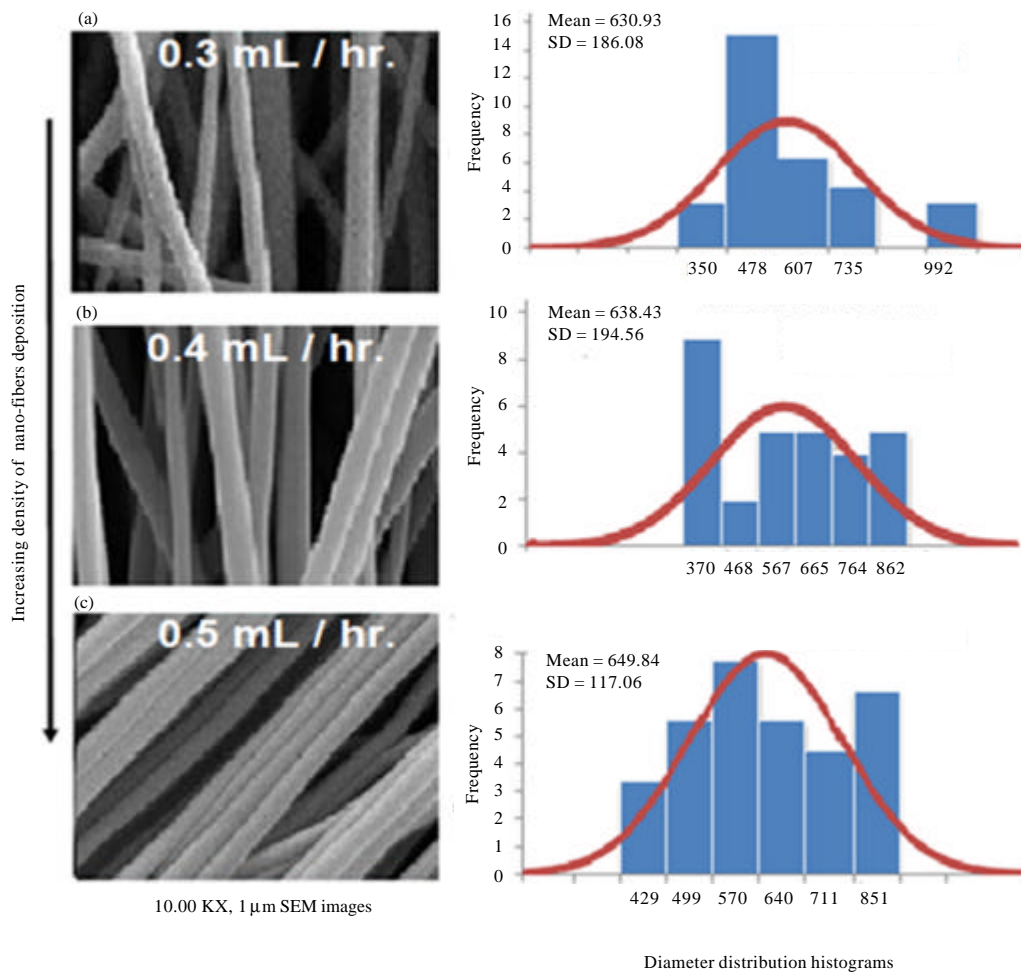 (a)
0.3 mL / hr.
Mean = 630.93
SD = 186.08
Frequency
16
14
12
10
8
6
4
2
0
350 478 607 735 992
(b)
0.4 mL / hr.
Mean = 638.43
SD = 194.56
Frequency
10
8
6
4
2
0
370 468 567 665 764 862
(c)
0.5 mL / hr.
Mean = 649.84
SD = 117.06
Frequency
8
7
6
5
4
3
2
1
0
429 499 570 640 711 851
Increasing density of nano-fibers deposition
10.00 KX, 1 µm SEM images
Diameter distribution histograms